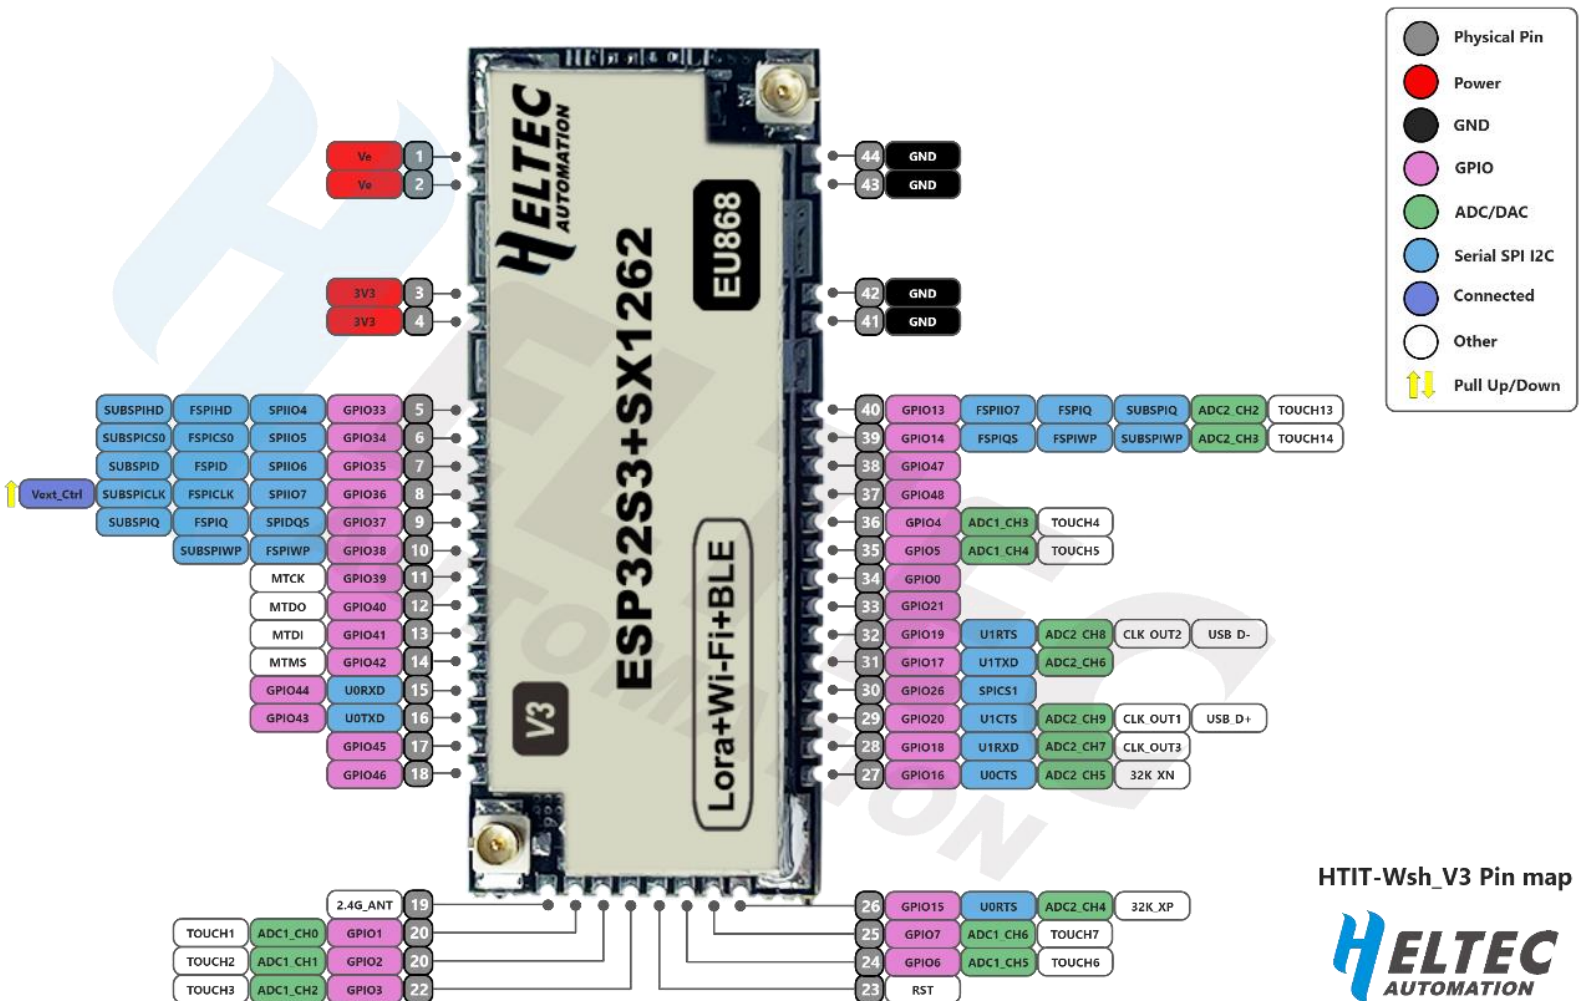 Physical Pin
Power
GND
GPIO
ADC/DAC
Serial SPI I2C
Connected
Other
Pull Up/Down
HELTEC
AUTOMATION
EU868
ESP32S3+SX1262
Lora+Wi-Fi+BLE
V3
Ve 1
Ve 2
3V3 3
3V3 4
SUBSPIHD FSPIHD SPIIO4 GPIO33 5
SUBSPICS0 FSPICS0 SPIIO5 GPIO34 6
SUBSPID FSPID SPIIO6 GPIO35 7
Vext_Ctrl SUBSPICLK FSPICLK SPIIO7 GPIO36 8
SUBSPIQ FSPIQ SPIDQS GPIO37 9
SUBSPIWP FSPIWP GPIO38 10
MTCK GPIO39 11
MTDO GPIO40 12
MTDI GPIO41 13
MTMS GPIO42 14
GPIO44 U0RXD 15
GPIO43 U0TXD 16
GPIO45 17
GPIO46 18
2.4G_ANT 19
TOUCH1 ADC1_CH0 GPIO1 20
TOUCH2 ADC1_CH1 GPIO2 20
TOUCH3 ADC1_CH2 GPIO3 22
44 GND
43 GND
42 GND
41 GND
40 GPIO13 FSPIIO7 FSPIQ SUBSPIQ ADC2_CH2 TOUCH13
39 GPIO14 FSPIQS FSPIWP SUBSPIWP ADC2_CH3 TOUCH14
38 GPIO47
37 GPIO48
36 GPIO4 ADC1_CH3 TOUCH4
35 GPIO5 ADC1_CH4 TOUCH5
34 GPIO0
33 GPIO21
32 GPIO19 U1RTS ADC2_CH8 CLK_OUT2 USB_D-
31 GPIO17 U1TXD ADC2_CH6
30 GPIO26 SPICS1
29 GPIO20 U1CTS ADC2_CH9 CLK_OUT1 USB_D+
28 GPIO18 U1RXD ADC2_CH7 CLK_OUT3
27 GPIO16 U0CTS ADC2_CH5 32K_XN
26 GPIO15 U0RTS ADC2_CH4 32K_XP
25 GPIO7 ADC1_CH6 TOUCH7
24 GPIO6 ADC1_CH5 TOUCH6
23 RST
HTIT-Wsh_V3 Pin map
HELTEC
AUTOMATION
HELTEC
AUTOMATION